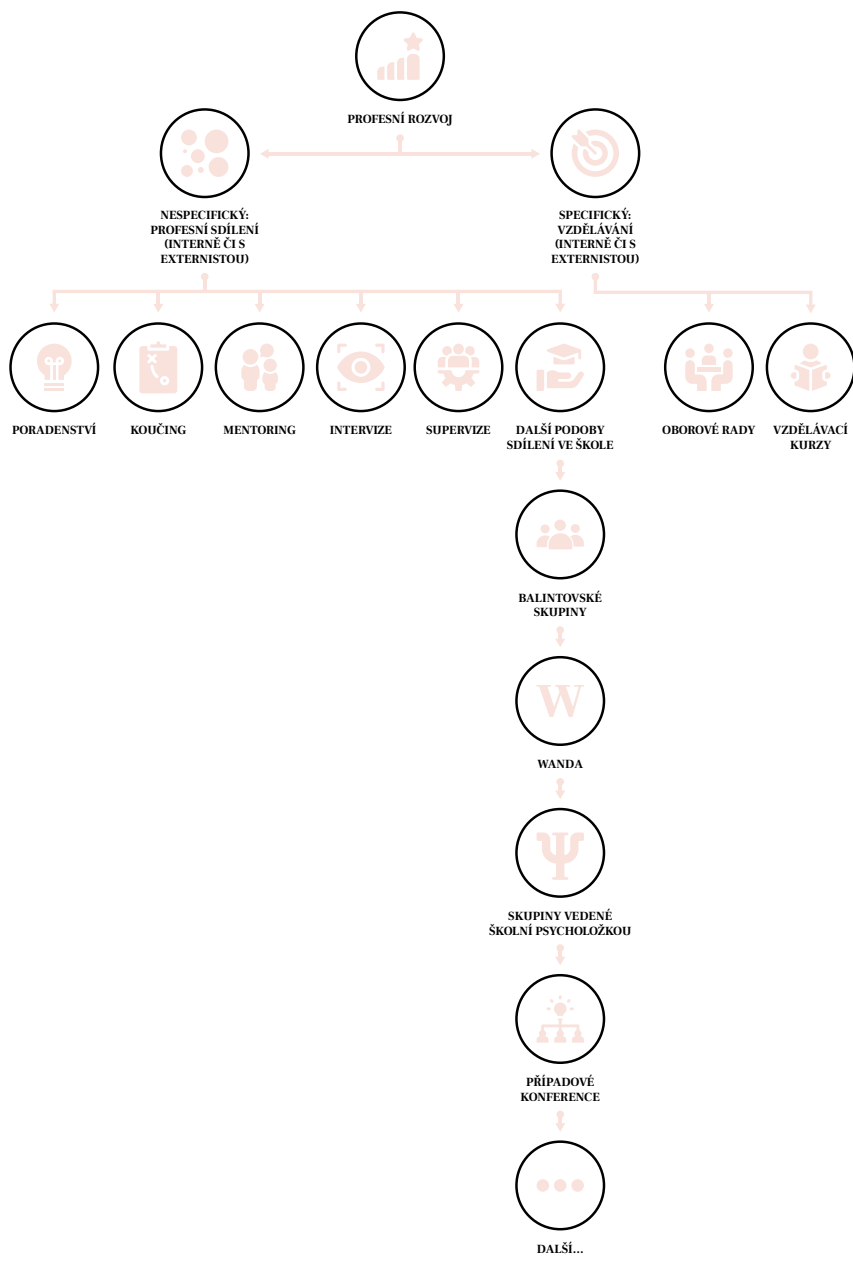 PROFESNÍ ROZVOJ
NESPECIFICKÝ:
PROFESNÍ SDÍLENÍ
(INTERNĚ ČI S
EXTERNISTOU)
SPECIFICKÝ:
VZDĚLÁVÁNÍ
(INTERNĚ ČI S
EXTERNISTOU)
PORADENSTVÍ
KOUČING
MENTORING
INTERVIZE
SUPERVIZE
DALŠÍ PODOBY
SDÍLENÍ VE ŠKOLE
OBOROVÉ RADY
VZDĚLÁVACÍ
KURZY
BALINTOVSKÉ
SKUPINY
W
WANDA
Ψ
SKUPINY VEDENÉ
ŠKOLNÍ PSYCHOLOŽKOU
PŘÍPADOVÉ
KONFERENCE
DALŠÍ...